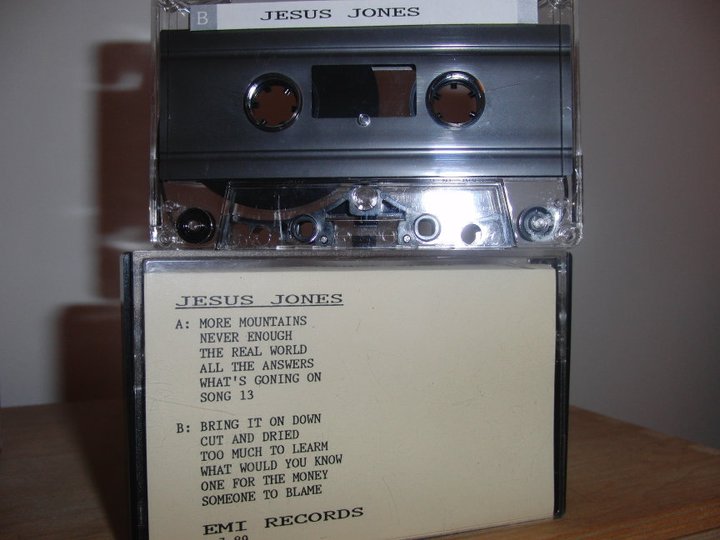 B JESUS JONES
JESUS JONES
A: MORE MOUNTAINS
NEVER ENOUGH
THE REAL WORLD
ALL THE ANSWERS
WHAT'S GONING ON
SONG 13
B: BRING IT ON DOWN
CUT AND DRIED
TOO MUCH TO LEARM
WHAT WOULD YOU KNOW
ONE FOR THE MONEY
SOMEONE TO BLAME
EMI RECORDS